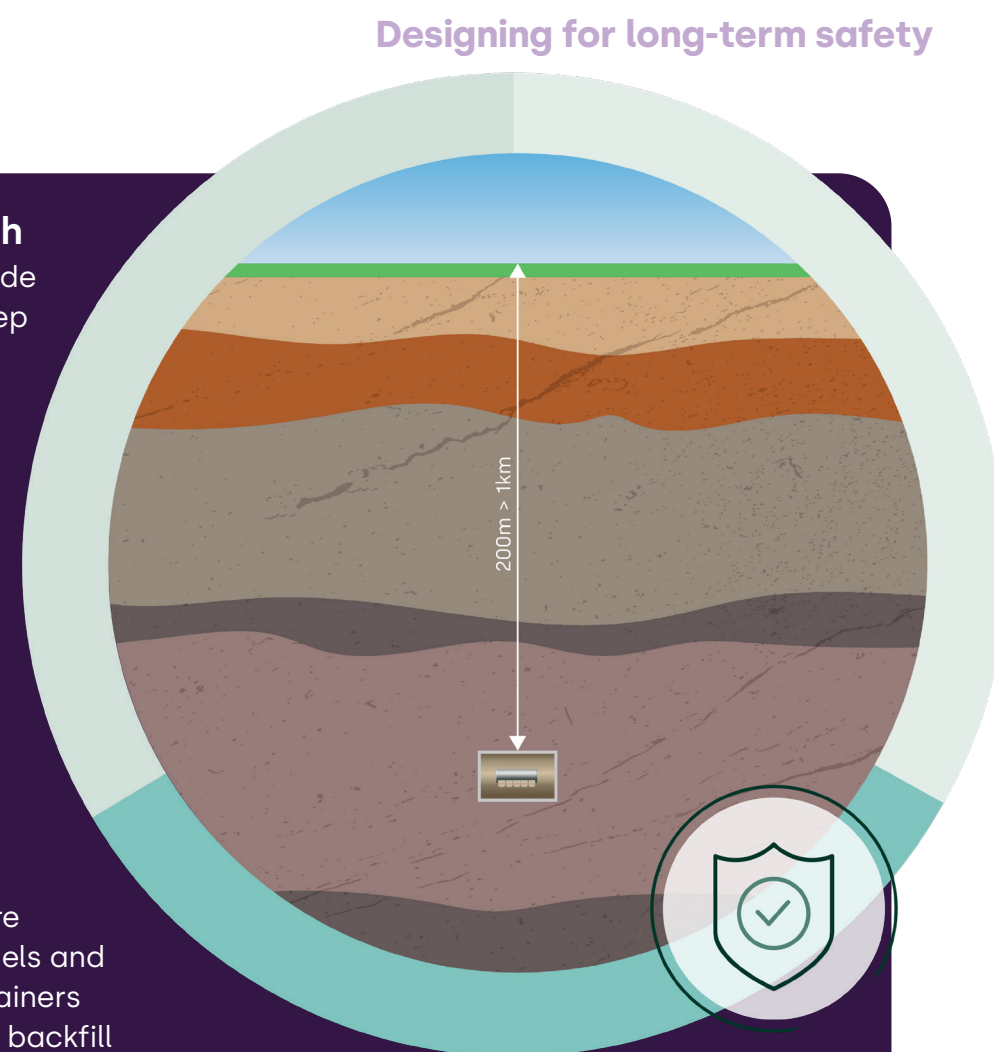 Designing for long-term safety
h
de
ep
200m > 1km
re
els and
ainers
backfill